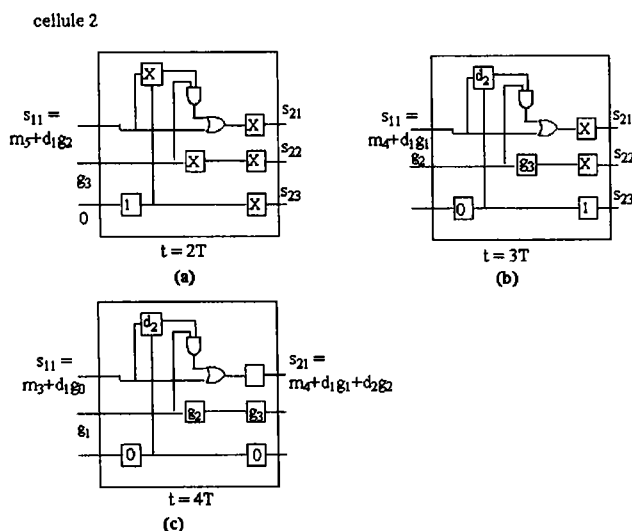 cellule 2
X
s11 =
m5+d1g2
X
s21
g3
X
X
s22
0
1
X
s23
t = 2T
(a)
d2
s11 =
m4+d1g1
X
s21
g2
g3
X
s22
0
1
s23
t = 3T
(b)
d2
s11 =
m3+d1g0
s21 =
m4+d1g1+d2g2
g1
g2
g3
0
0
t = 4T
(c)